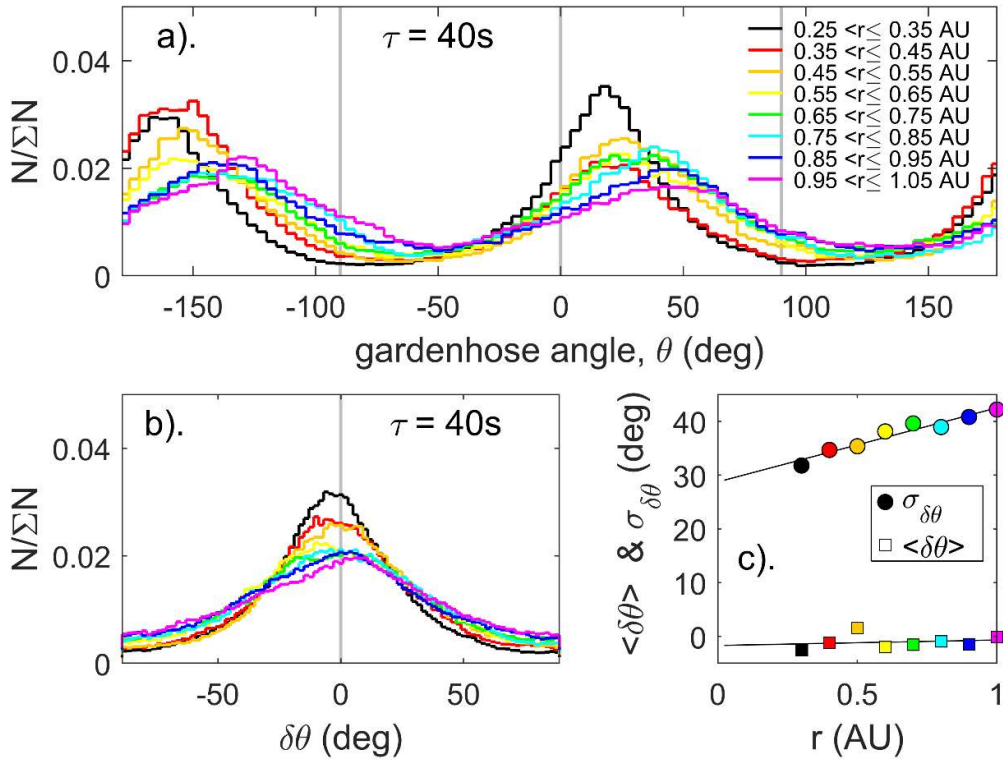 a).
τ = 40s
0.25 <r≤ 0.35 AU
0.35 <r≤ 0.45 AU
0.45 <r≤ 0.55 AU
0.55 <r≤ 0.65 AU
0.65 <r≤ 0.75 AU
0.75 <r≤ 0.85 AU
0.85 <r≤ 0.95 AU
0.95 <r≤ 1.05 AU
N/ΣN
0.04
0.02
0
-150 -100 -50 0 50 100 150
gardenhose angle, θ (deg)
b).
τ = 40s
N/ΣN
0.04
0.02
0
-50 0 50
δθ (deg)
<δθ> & σδθ (deg)
40
30
20
10
0
σδθ
<δθ>
c).
0 0.5 1
r (AU)